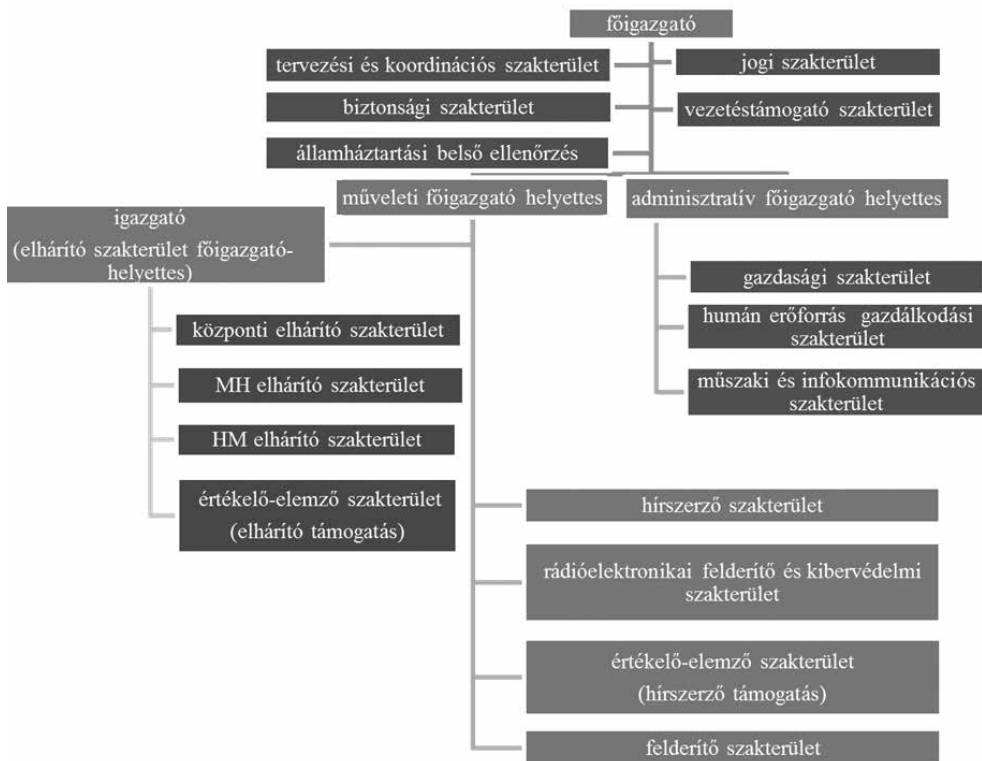 főigazgató
tervezési és koordinációs szakterület
jogi szakterület
biztonsági szakterület
vezetéstámogató szakterület
államháztartási belső ellenőrzés
műveleti főigazgató helyettes
adminisztratív főigazgató helyettes
igazgató
(elhárító szakterület főigazgató-
helyettes)
gazdasági szakterület
humán erőforrás gazdálkodási
szakterület
műszaki és infokommunikációs
szakterület
központi elhárító szakterület
MH elhárító szakterület
HM elhárító szakterület
értékelő-elemző szakterület
(elhárító támogatás)
hírszerző szakterület
rádióelektronikai felderítő és kibervédelmi
szakterület
értékelő-elemző szakterület
(hírszerző támogatás)
felderítő szakterület